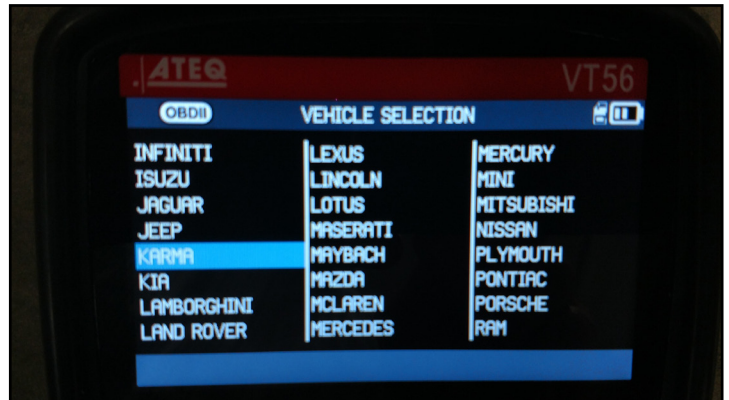 ATEQ
VT56
OBDII VEHICLE SELECTION
INFINITI LEXUS MERCURY
ISUZU LINCOLN MINI
JAGUAR LOTUS MITSUBISHI
JEEP MASERATI NISSAN
KARMA MAYBACH PLYMOUTH
KIA MAZDA PONTIAC
LAMBORGHINI MCLAREN PORSCHE
LAND ROVER MERCEDES RAM